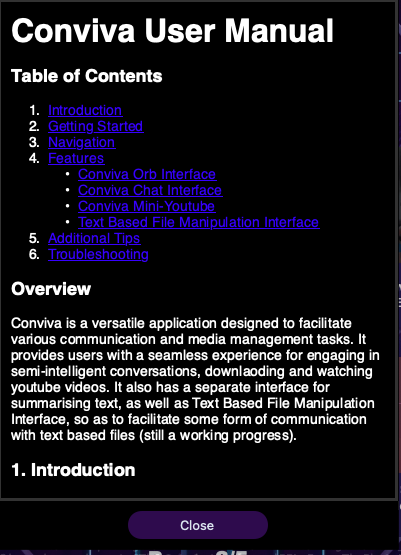 Conviva User Manual
Table of Contents
1. Introduction
2. Getting Started
3. Navigation
4. Features
• Conviva Orb Interface
• Conviva Chat Interface
• Conviva Mini-Youtube
• Text Based File Manipulation Interface
5. Additional Tips
6. Troubleshooting
Overview
Conviva is a versatile application designed to facilitate
various communication and media management tasks. It
provides users with a seamless experience for engaging in
semi-intelligent conversations, downlaoding and watching
youtube videos. It also has a separate interface for
summarising text, as well as Text Based File Manipulation
Interface, so as to facilitate some form of communication
with text based files (still a working progress).
1. Introduction
Close